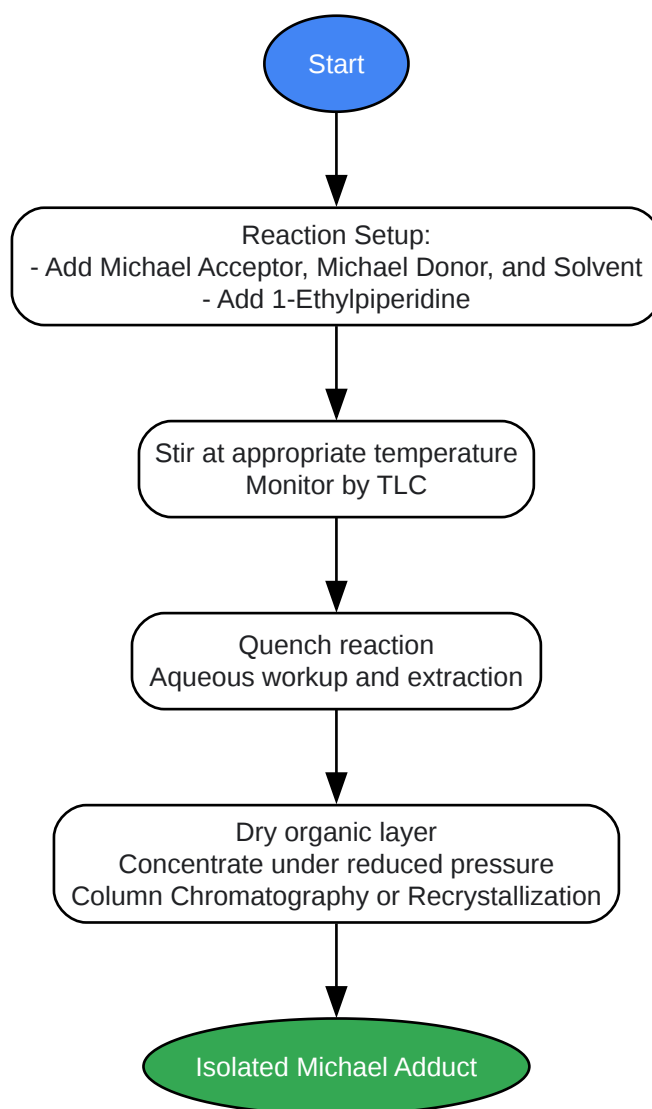 Start
Reaction Setup:
- Add Michael Acceptor, Michael Donor, and Solvent
- Add 1-Ethylpiperidine
Stir at appropriate temperature
Monitor by TLC
Quench reaction
Aqueous workup and extraction
Dry organic layer
Concentrate under reduced pressure
Column Chromatography or Recrystallization
Isolated Michael Adduct